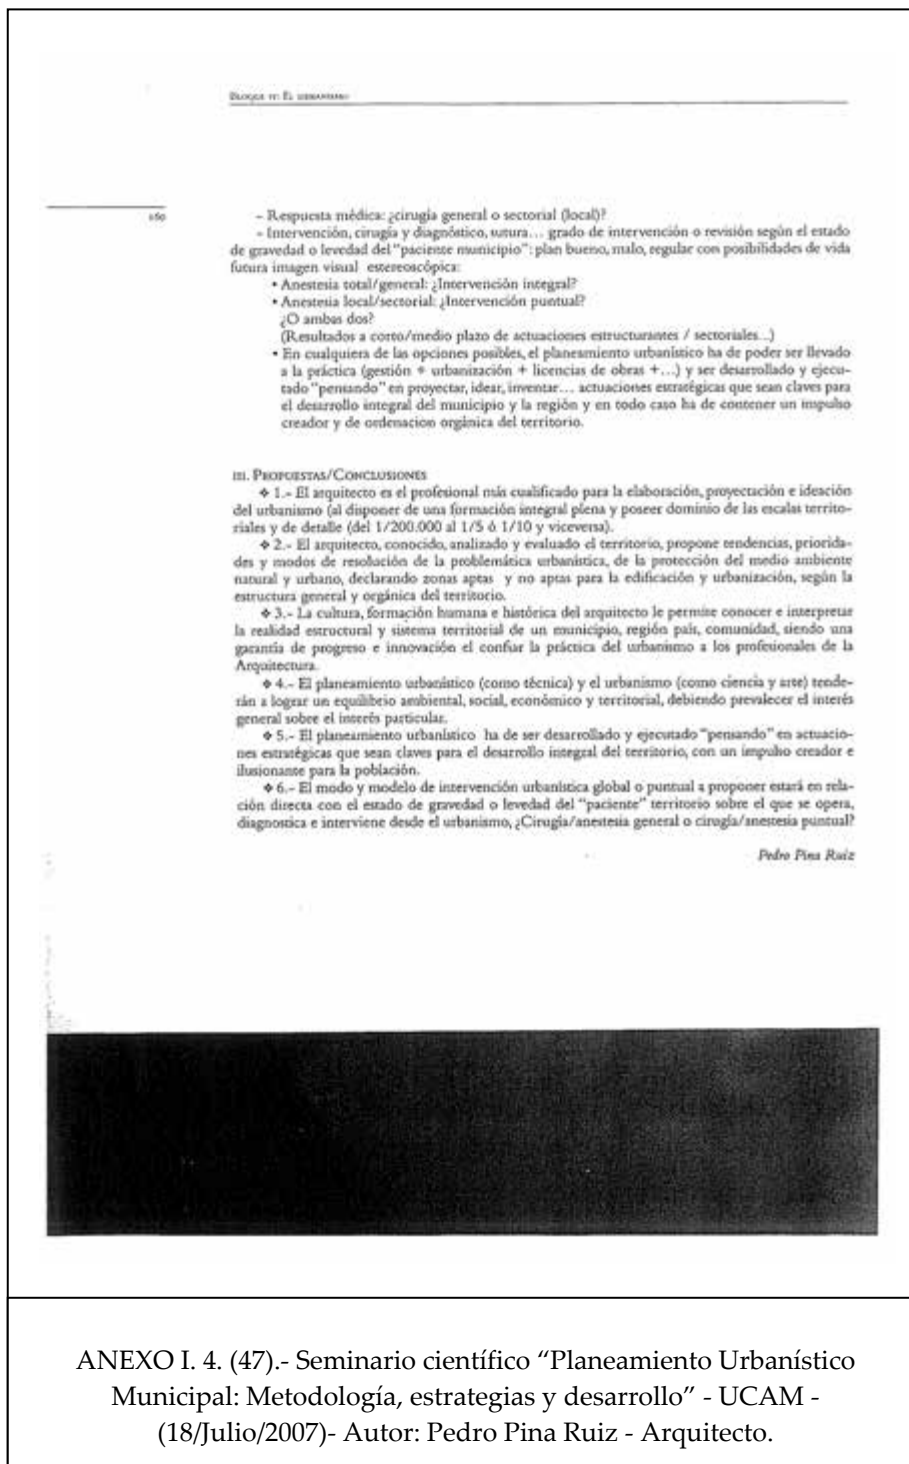 BLOQUE IV: EL URBANISMO
160
– Respuesta médica: ¿cirugía general o sectorial (local)?
– Intervención, cirugía y diagnóstico, sutura… grado de intervención o revisión según el estado
de gravedad o levedad del "paciente municipio": plan bueno, malo, regular con posibilidades de vida
futura imagen visual estereoscópica:
• Anestesia total/general: ¿Intervención integral?
• Anestesia local/sectorial: ¿Intervención puntual?
¿O ambas dos?
(Resultados a corto/medio plazo de actuaciones estructurantes / sectoriales...)
• En cualquiera de las opciones posibles, el planeamiento urbanístico ha de poder ser llevado
a la práctica (gestión + urbanización + licencias de obras +…) y ser desarrollado y ejecu-
tado "pensando" en proyectar, idear, inventar… actuaciones estratégicas que sean claves para
el desarrollo integral del municipio y la región y en todo caso ha de contener un impulso
creador y de ordenacion orgánica del territorio.
III. PROPUESTAS/CONCLUSIONES
❖ 1.- El arquitecto es el profesional más cualificado para la elaboración, proyectación e ideación
del urbanismo (al disponer de una formación integral plena y poseer dominio de las escalas territo-
riales y de detalle (del 1/200.000 al 1/5 ó 1/10 y viceversa).
❖ 2.- El arquitecto, conocido, analizado y evaluado el territorio, propone tendencias, priorida-
des y modos de resolución de la problemática urbanística, de la protección del medio ambiente
natural y urbano, declarando zonas aptas y no aptas para la edificación y urbanización, según la
estructura general y orgánica del territorio.
❖ 3.- La cultura, formación humana e histórica del arquitecto le permite conocer e interpretar
la realidad estructural y sistema territorial de un municipio, región país, comunidad, siendo una
garantía de progreso e innovación el confiar la práctica del urbanismo a los profesionales de la
Arquitectura.
❖ 4.- El planeamiento urbanístico (como técnica) y el urbanismo (como ciencia y arte) tende-
rán a lograr un equilibrio ambiental, social, económico y territorial, debiendo prevalecer el interés
general sobre el interés particular.
❖ 5.- El planeamiento urbanístico ha de ser desarrollado y ejecutado "pensando" en actuacio-
nes estratégicas que sean claves para el desarrollo integral del territorio, con un impulso creador e
ilusionante para la población.
❖ 6.- El modo y modelo de intervención urbanística global o puntual a proponer estará en rela-
ción directa con el estado de gravedad o levedad del "paciente" territorio sobre el que se opera,
diagnostica e interviene desde el urbanismo, ¿Cirugía/anestesia general o cirugía/anestesia puntual?
Pedro Pina Ruiz
ANEXO I. 4. (47).- Seminario científico “Planeamiento Urbanístico
Municipal: Metodología, estrategias y desarrollo” - UCAM -
(18/Julio/2007)- Autor: Pedro Pina Ruiz - Arquitecto.